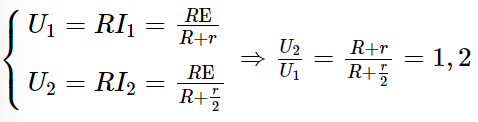 U₁ = RI₁ = RE/(R+r)
U₂ = RI₂ = RE/(R+r/2)
⇒ U₂/U₁ = (R+r)/(R+r/2) = 1,2